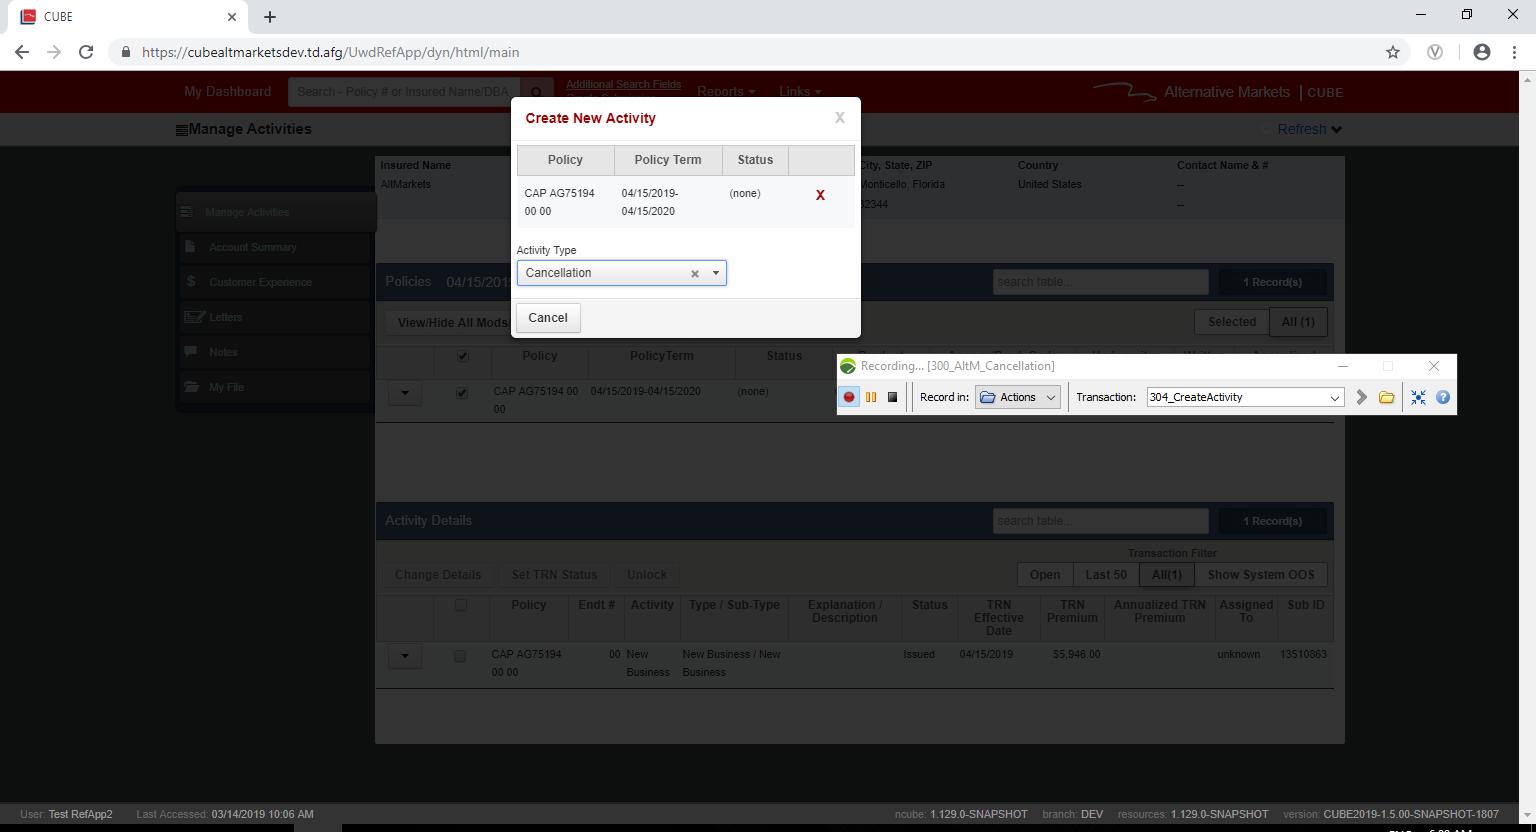 CUBE
https://cubealtmarketsdev.td.afg/UwdRefApp/dyn/html/main
My Dashboard
Search - Policy # or Insured Name/DBA
Additional Search Fields
Reports
Links
Alternative Markets | CUBE
Manage Activities
Refresh
Create New Activity
X
Policy Policy Term Status
CAP AG75194 04/15/2019- (none) X
00 00 04/15/2020
Activity Type
Cancellation
Cancel
Insured Name
AltMarkets
City, State, ZIP Country Contact Name & #
Monticello, Florida United States --
32344 --
Manage Activities
Account Summary
Customer Experience
Letters
Notes
My File
Policies 04/15/201
search table...
1 Record(s)
View/Hide All Mods
Selected All (1)
Policy PolicyTerm Status
CAP AG75194 00 04/15/2019-04/15/2020 (none)
00
Recording... [300_AltM_Cancellation]
Record in: Actions Transaction: 304_CreateActivity
Activity Details
search table...
1 Record(s)
Transaction Filter
Change Details Set TRN Status Unlock
Open Last 50 All(1) Show System OOS
Policy Endt # Activity Type / Sub-Type Explanation / Status TRN TRN Annualized TRN Assigned Sub ID
Description Effective Premium Premium To
Date
CAP AG75194 00 New New Business / New Issued 04/15/2019 $5,946.00 unknown 13510863
00 00 Business Business
User: Test RefApp2 Last Accessed: 03/14/2019 10:06 AM
ncube: 1.129.0-SNAPSHOT branch: DEV resources: 1.129.0-SNAPSHOT version: CUBE2019-1.5.00-SNAPSHOT-1807